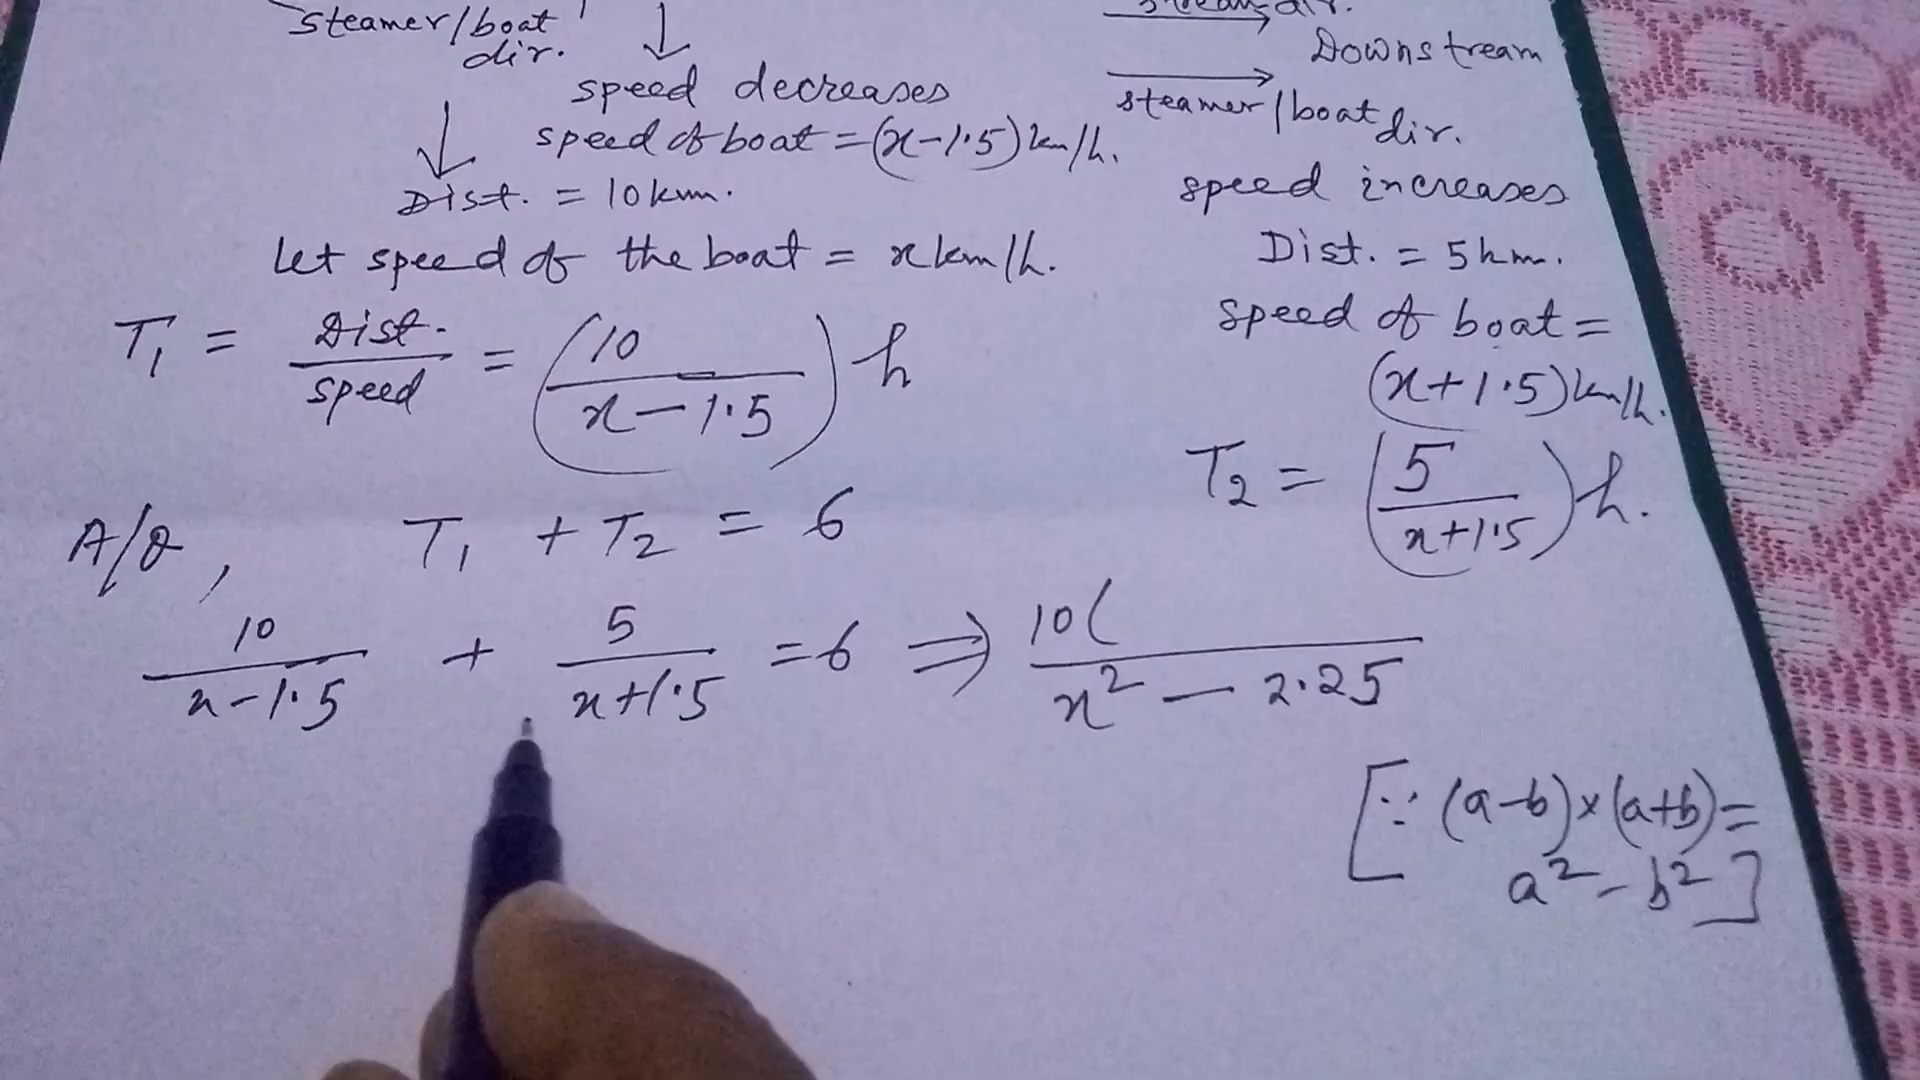 steamer/boat
dir.
speed decreases
speed of boat = (x-1.5) km/h.
Dist. = 10 km.
Let speed of the boat = x km/h.
T₁ = Dist./speed = (10/(x-1.5)) h
A/Q, T₁ + T₂ = 6
10/(x-1.5) + 5/(x+1.5) = 6 ⇒ 10(/(x² - 2.25
stream dir.
Downstream
steamer/boat dir.
speed increases
Dist. = 5 km.
speed of boat =
(x+1.5) km/h.
T₂ = (5/(x+1.5)) h.
[∵ (a-b)×(a+b) =
a² - b²]